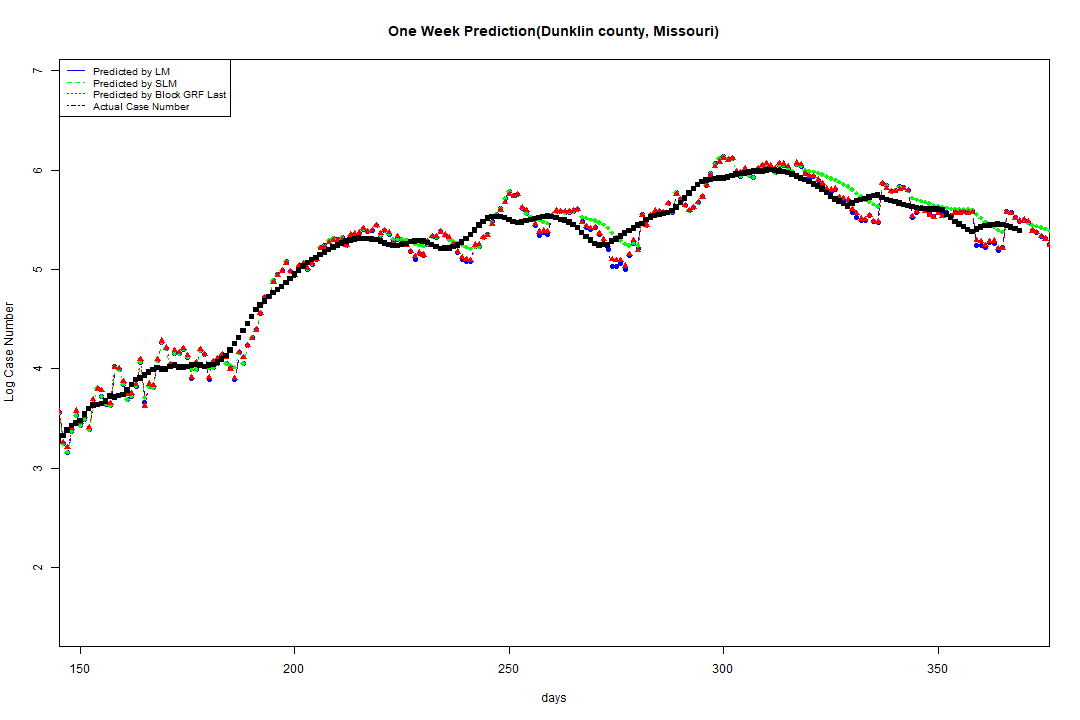 One Week Prediction(Dunklin county, Missouri)
Predicted by LM
Predicted by SLM
Predicted by Block GRF Last
Actual Case Number
7
6
5
4
3
2
Log Case Number
150 200 250 300 350
days